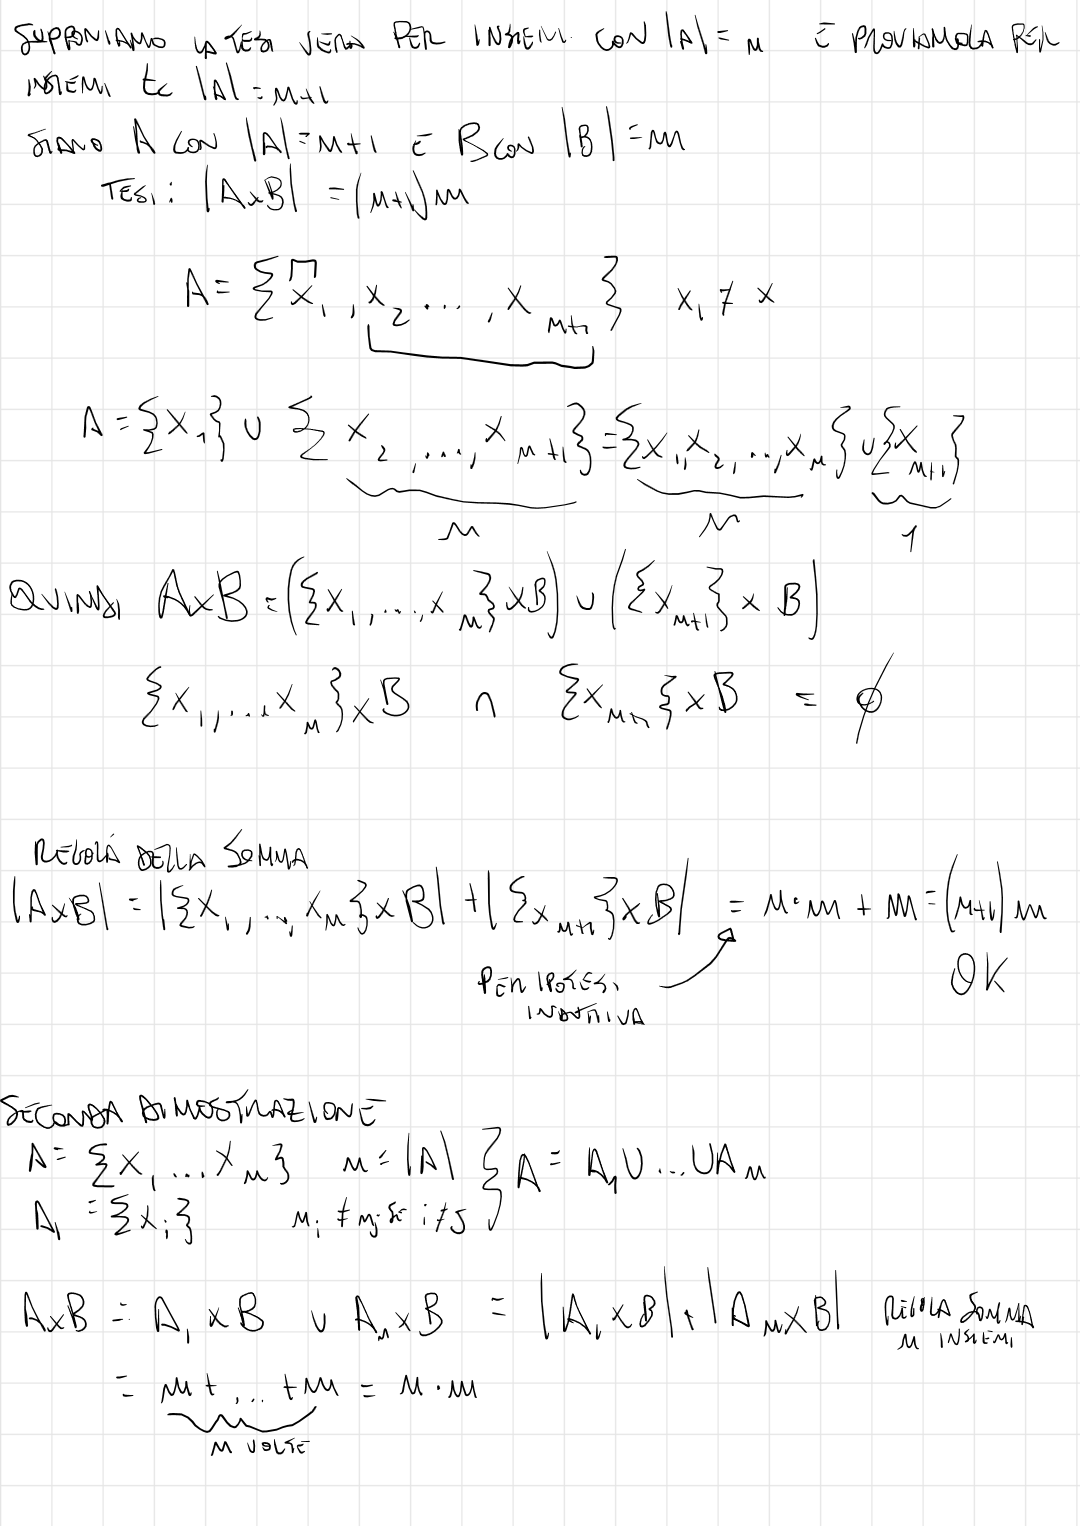 SUPPONIAMO LA TESI VERA PER INSIEMI CON |A| = n E PROVIAMOLA PER
INSIEMI tc |A| = n+1
SIANO A CON |A| = n+1 E B CON |B| = m
TESI: |A×B| = (n+1)m
A = {x₁, x₂ ..., xₙ₊₁} x₁ ≠ x
A = {x₁} ∪ {x₂, ..., xₙ₊₁} = {x₁, x₂, ..., xₙ} ∪ {xₙ₊₁}
n n 1
QUINDI A×B = ({x₁, ..., xₙ} × B) ∪ ({xₙ₊₁} × B)
{x₁, ... xₙ} × B ∩ {xₙ₊₁} × B = ∅
REGOLA DELLA SOMMA
|A×B| = |{x₁, .., xₙ} × B| + |{xₙ₊₁} × B| = n·m + m = (n+1) m
PER IPOTESI OK
INDUTTIVA
SECONDA DIMOSTRAZIONE
A = {x₁ ... xₙ} n = |A| } A = A₁ ∪ ... ∪ Aₙ
A₁ = {xᵢ} nᵢ ≠ nⱼ se i ≠ j
A×B = A₁ × B ∪ Aₙ × B = |A₁ × B| + |Aₙ × B| REGOLA SOMMA
n INSIEMI
= m + ... + m = n · m
n VOLTE